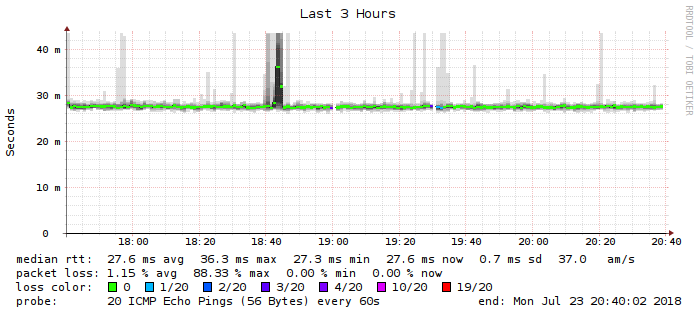 Last 3 Hours
RRDTOOL / TOBI OETIKER
Seconds
40 m
30 m
20 m
10 m
0
18:00 18:20 18:40 19:00 19:20 19:40 20:00 20:20 20:40
median rtt: 27.6 ms avg 36.3 ms max 27.3 ms min 27.6 ms now 0.7 ms sd 37.0 am/s
packet loss: 1.15 % avg 88.33 % max 0.00 % min 0.00 % now
loss color: 0 1/20 2/20 3/20 4/20 10/20 19/20
probe: 20 ICMP Echo Pings (56 Bytes) every 60s end: Mon Jul 23 20:40:02 2018